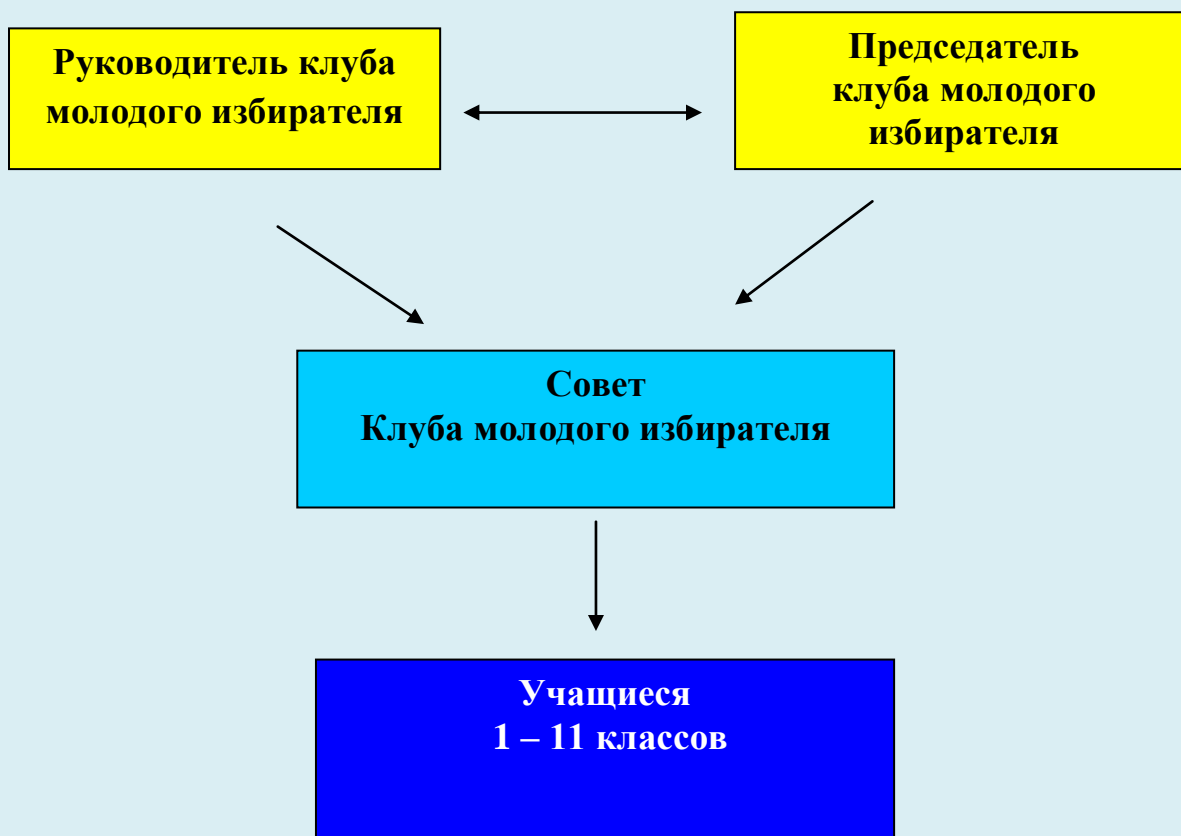 Руководитель клуба
молодого избирателя
Председатель
клуба молодого
избирателя
Совет
Клуба молодого избирателя
Учащиеся
1 – 11 классов